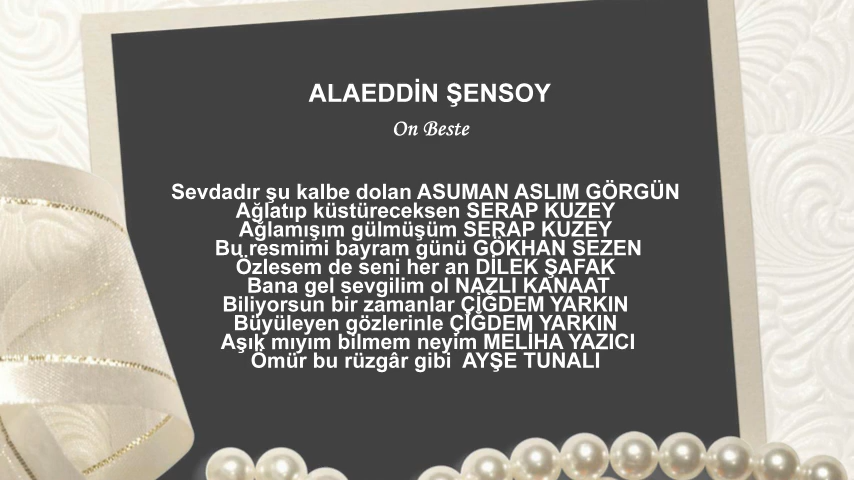 ALAEDDİN ŞENSOY
On Beste
Sevdadır şu kalbe dolan ASUMAN ASLIM GÖRGÜN
Ağlatıp küstüreceksen SERAP KUZEY
Ağlamışım gülmüşüm SERAP KUZEY
Bu resmimi bayram günü GÖKHAN SEZEN
Özlesem de seni her an DİLEK ŞAFAK
Bana gel sevgilim ol NAZLI KANAAT
Biliyorsun bir zamanlar ÇİĞDEM YARKIN
Büyüleyen gözlerinle ÇİĞDEM YARKIN
Aşık mıyım bilmem neyim MELİHA YAZICI
Ömür bu rüzgâr gibi  AYŞE TUNALI